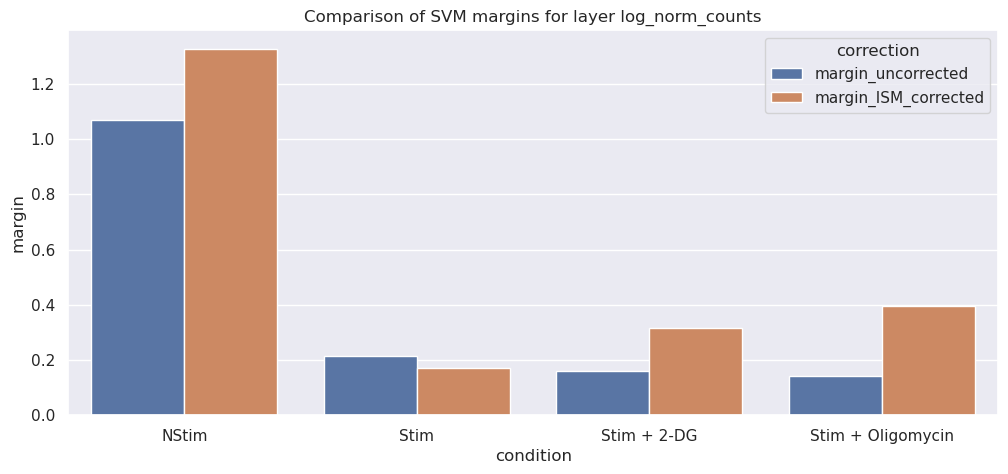 Comparison of SVM margins for layer log_norm_counts
correction
margin_uncorrected
margin_ISM_corrected
margin
1.2
1.0
0.8
0.6
0.4
0.2
0.0
NStim
Stim
Stim + 2-DG
Stim + Oligomycin
condition